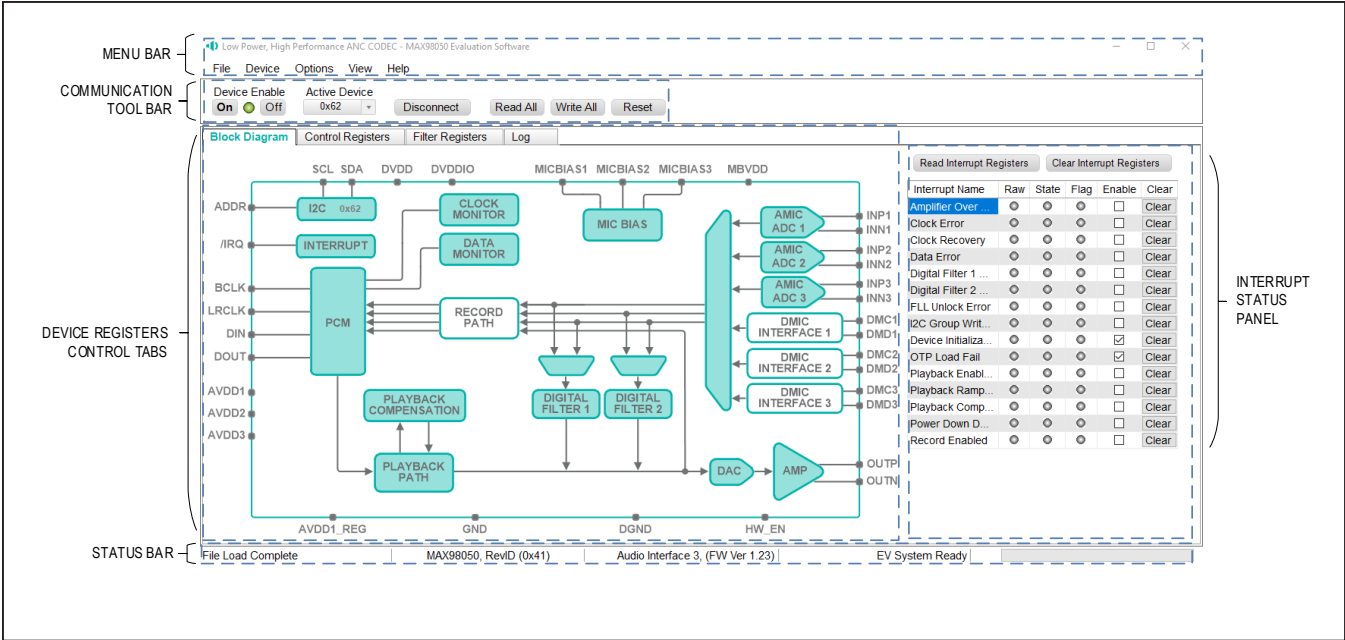 MENU BAR
Low Power, High Performance ANC CODEC - MAX98050 Evaluation Software
File Device Options View Help
COMMUNICATION
TOOL BAR
Device Enable Active Device
On Off 0x62 Disconnect Read All Write All Reset
DEVICE REGISTERS
CONTROL TABS
Block Diagram Control Registers Filter Registers Log
SCL SDA DVDD DVDDIO MICBIAS1 MICBIAS2 MICBIAS3 MBVDD
ADDR
/IRQ
BCLK
LRCLK
DIN
DOUT
AVDD1
AVDD2
AVDD3
I2C 0x62
INTERRUPT
CLOCK
MONITOR
DATA
MONITOR
MIC BIAS
PCM
RECORD
PATH
PLAYBACK
COMPENSATION
PLAYBACK
PATH
DIGITAL
FILTER 1
DIGITAL
FILTER 2
AMIC
ADC 1
AMIC
ADC 2
AMIC
ADC 3
DMIC
INTERFACE 1
DMIC
INTERFACE 2
DMIC
INTERFACE 3
DAC
AMP
INP1
INN1
INP2
INN2
INP3
INN3
DMC1
DMD1
DMC2
DMD2
DMC3
DMD3
OUTP
OUTN
AVDD1_REG GND DGND HW_EN
Read Interrupt Registers Clear Interrupt Registers
Interrupt Name Raw State Flag Enable Clear
Amplifier Over ... Clear
Clock Error Clear
Clock Recovery Clear
Data Error Clear
Digital Filter 1 ... Clear
Digital Filter 2 ... Clear
FLL Unlock Error Clear
I2C Group Writ... Clear
Device Initializa... Clear
OTP Load Fail Clear
Playback Enabl... Clear
Playback Ramp... Clear
Playback Comp... Clear
Power Down D... Clear
Record Enabled Clear
INTERRUPT
STATUS
PANEL
STATUS BAR
File Load Complete MAX98050, RevID (0x41) Audio Interface 3, (FW Ver 1.23) EV System Ready